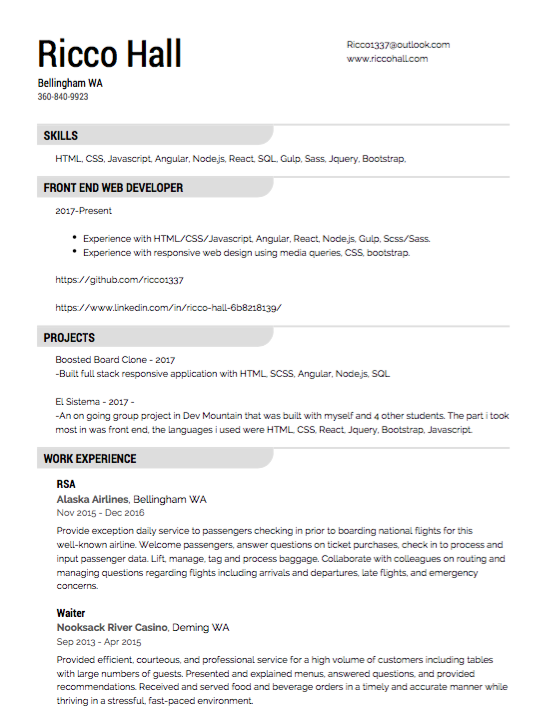 Ricco Hall
Ricco1337@outlook.com
www.riccohall.com
Bellingham WA
360-840-9923
SKILLS
HTML, CSS, Javascript, Angular, Node.js, React, SQL, Gulp, Sass, Jquery, Bootstrap,
FRONT END WEB DEVELOPER
2017-Present
• Experience with HTML/CSS/Javascript, Angular, React, Node.js, Gulp, Scss/Sass.
• Experience with responsive web design using media queries, CSS, bootstrap.
https://github.com/ricco1337
https://www.linkedin.com/in/ricco-hall-6b8218139/
PROJECTS
Boosted Board Clone - 2017
-Built full stack responsive application with HTML, SCSS, Angular, Node.js, SQL
El Sistema - 2017 -
-An on going group project in Dev Mountain that was built with myself and 4 other students. The part i took
most in was front end, the languages i used were HTML, CSS, React, Jquery, Bootstrap, Javascript.
WORK EXPERIENCE
RSA
Alaska Airlines, Bellingham WA
Nov 2015 - Dec 2016
Provide exception daily service to passengers checking in prior to boarding national flights for this
well-known airline. Welcome passengers, answer questions on ticket purchases, check in to process and
input passenger data. Lift, manage, tag and process baggage. Collaborate with colleagues on routing and
managing questions regarding flights including arrivals and departures, late flights, and emergency
concerns.
Waiter
Nooksack River Casino, Deming WA
Sep 2013 - Apr 2015
Provided efficient, courteous, and professional service for a high volume of customers including tables
with large numbers of guests. Presented and explained menus, answered questions, and provided
recommendations. Received and served food and beverage orders in a timely and accurate manner while
thriving in a stressful, fast-paced environment.